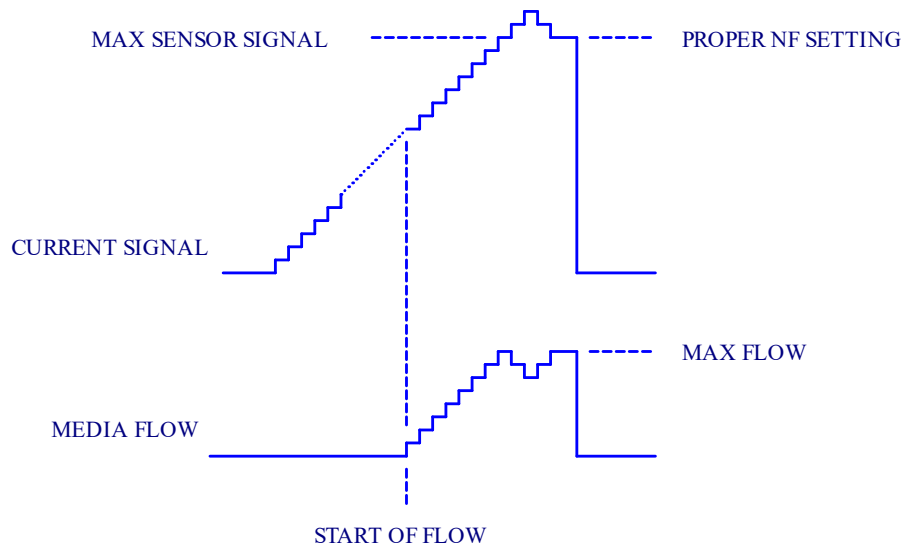 MAX SENSOR SIGNAL
PROPER NF SETTING
CURRENT SIGNAL
MAX FLOW
MEDIA FLOW
START OF FLOW